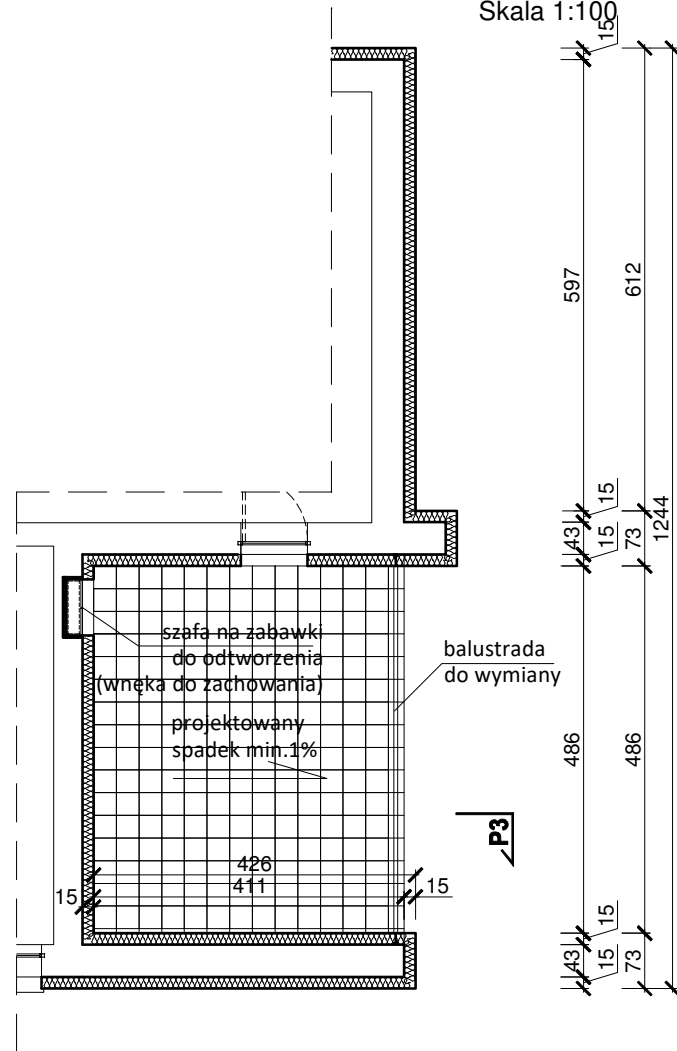 Skala 1:100
15
597
612
15
43
15
73
1244
szafa na zabawki
do odtworzenia
(wnęka do zachowania)
balustrada
do wymiany
projektowany
spadek min.1%
486
486
P3
426
411
15
15
15
43
15
73